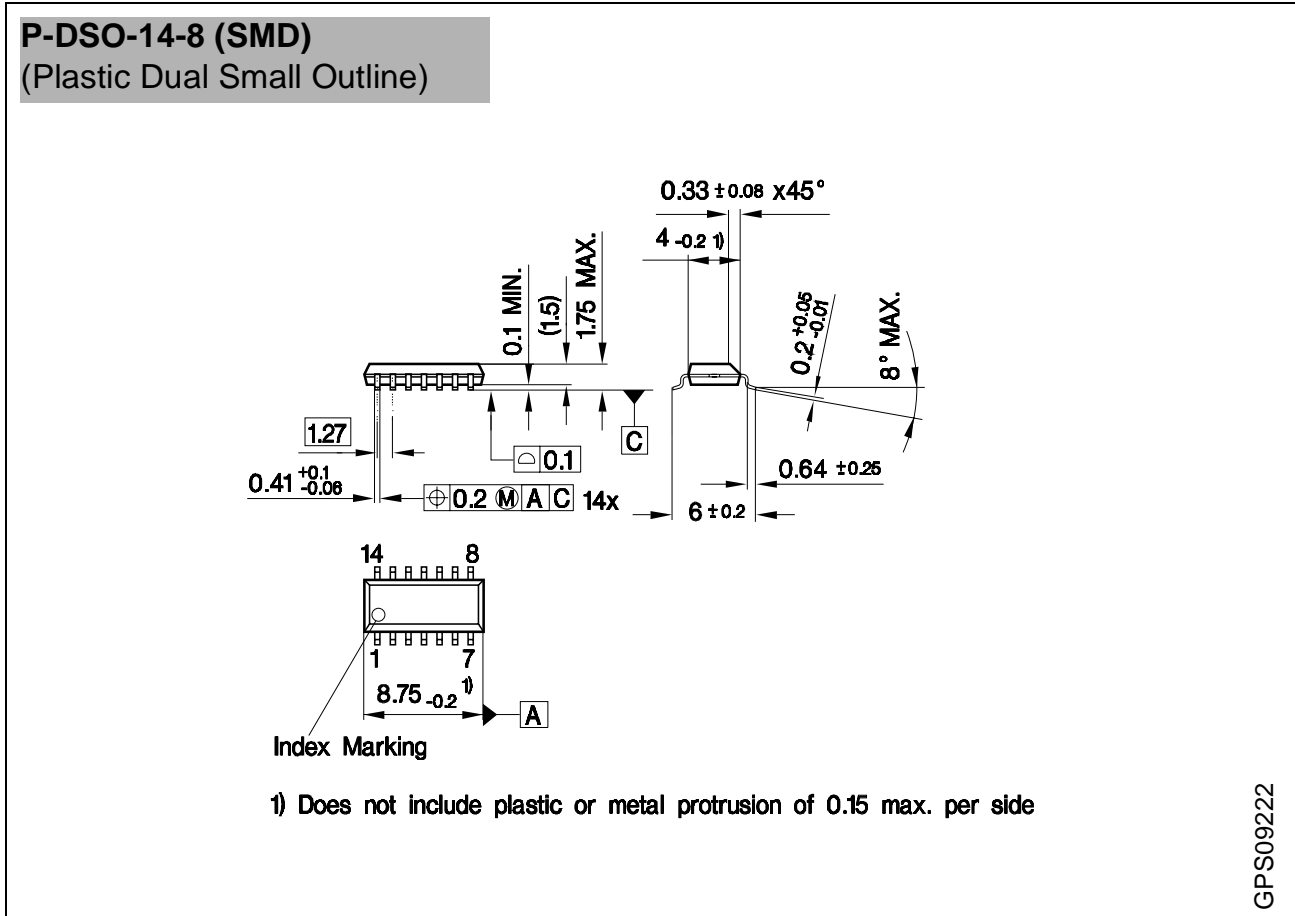 P-DSO-14-8 (SMD)
(Plastic Dual Small Outline)
0.33 ±0.08 x45°
4 -0.2 1)
0.1 MIN.
(1.5)
1.75 MAX.
0.2 +0.05 -0.01
8° MAX.
1.27
C
⌓ 0.1
0.64 ±0.25
0.41 +0.1 -0.06
⌖ 0.2 Ⓜ A C 14x
6 ±0.2
14 8
1 7
8.75 -0.2 1)
A
Index Marking
1) Does not include plastic or metal protrusion of 0.15 max. per side
GPS09222